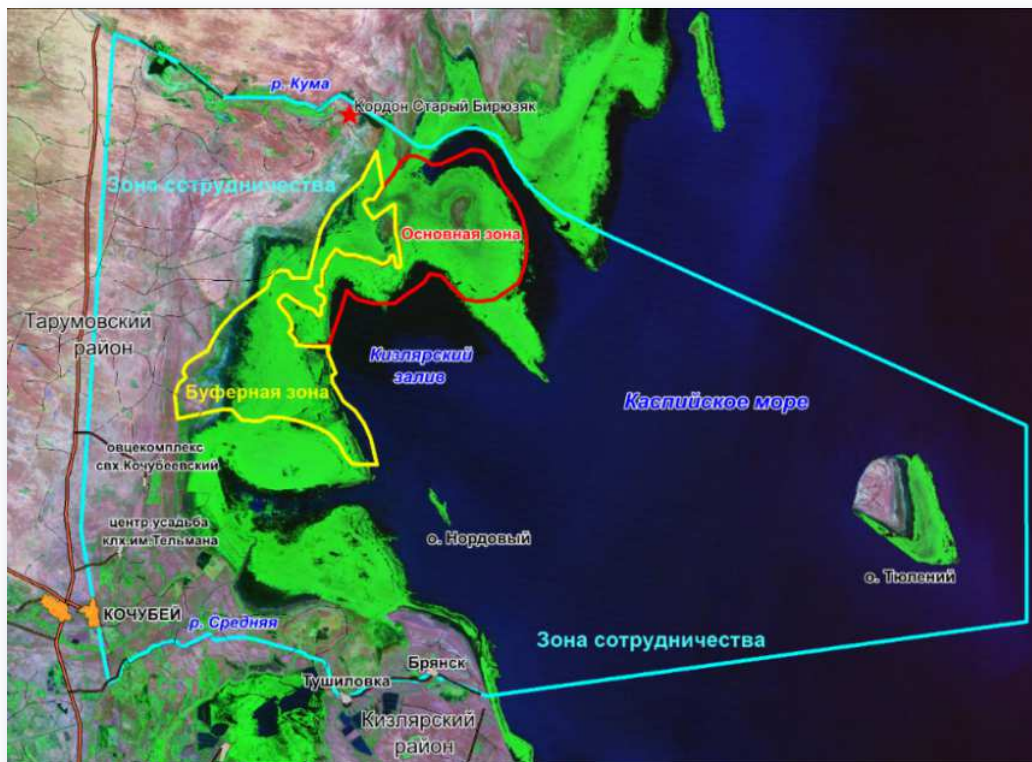 р. Кума
Кордон Старый Бирюзяк
Зона сотрудничества
Основная зона
Тарумовский
район
Кизлярский
залив
Буферная зона
Каспийское море
овцекомплекс
свх.Кочубеевский
центр.усадьба
клх.им.Тельмана
о. Нордовый
о. Тюлений
КОЧУБЕЙ
р. Средняя
Зона сотрудничества
Брянск
Тушиловка
Кизлярский
район